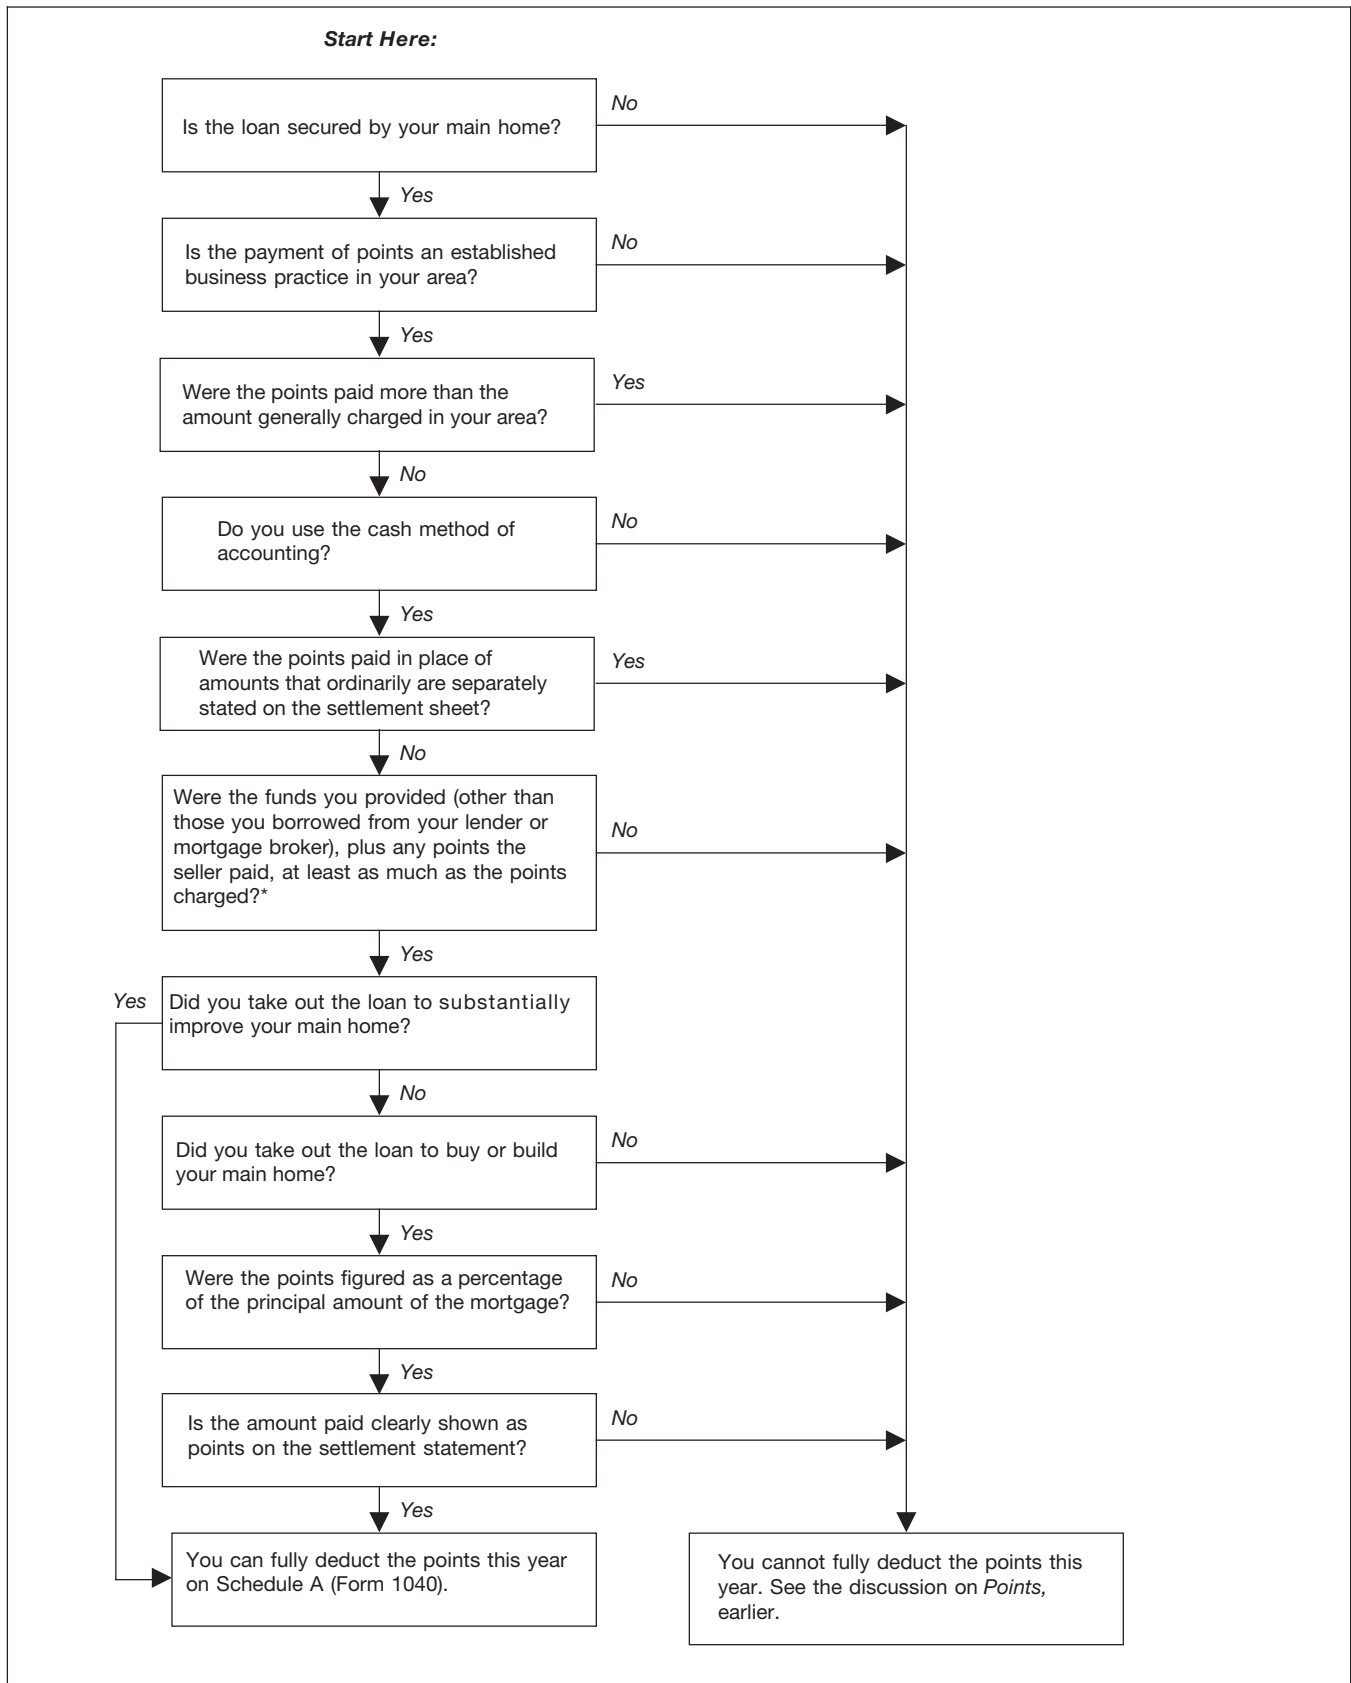 Start Here:
Is the loan secured by your main home?
No
Yes
Is the payment of points an established
business practice in your area?
No
Yes
Were the points paid more than the
amount generally charged in your area?
Yes
No
Do you use the cash method of
accounting?
No
Yes
Were the points paid in place of
amounts that ordinarily are separately
stated on the settlement sheet?
Yes
No
Were the funds you provided (other than
those you borrowed from your lender or
mortgage broker), plus any points the
seller paid, at least as much as the points
charged?*
No
Yes
Yes
Did you take out the loan to substantially
improve your main home?
No
Did you take out the loan to buy or build
your main home?
No
Yes
Were the points figured as a percentage
of the principal amount of the mortgage?
No
Yes
Is the amount paid clearly shown as
points on the settlement statement?
No
Yes
You can fully deduct the points this year
on Schedule A (Form 1040).
You cannot fully deduct the points this
year. See the discussion on Points,
earlier.